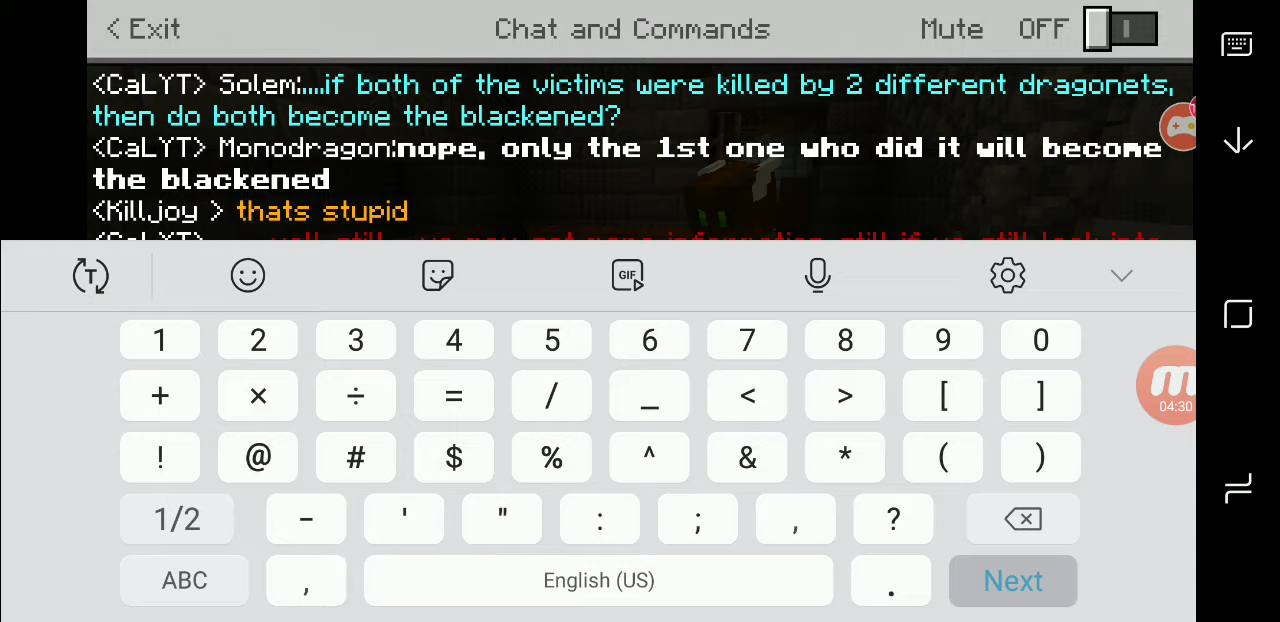 < Exit Chat and Commands Mute OFF
<CaLYT> Solem:....if both of the victims were killed by 2 different dragonets,
then do both become the blackened?
<CaLYT> Monodragon:nope, only the 1st one who did it will become
the blackened
<Killjoy > thats stupid
<CaLYT>
T GIF
1 2 3 4 5 6 7 8 9 0
+ × ÷ = / _ < > [ ]
! @ # $ % ^ & * ( )
1/2 - ' " : ; , ?
ABC , English (US) . Next
04:30